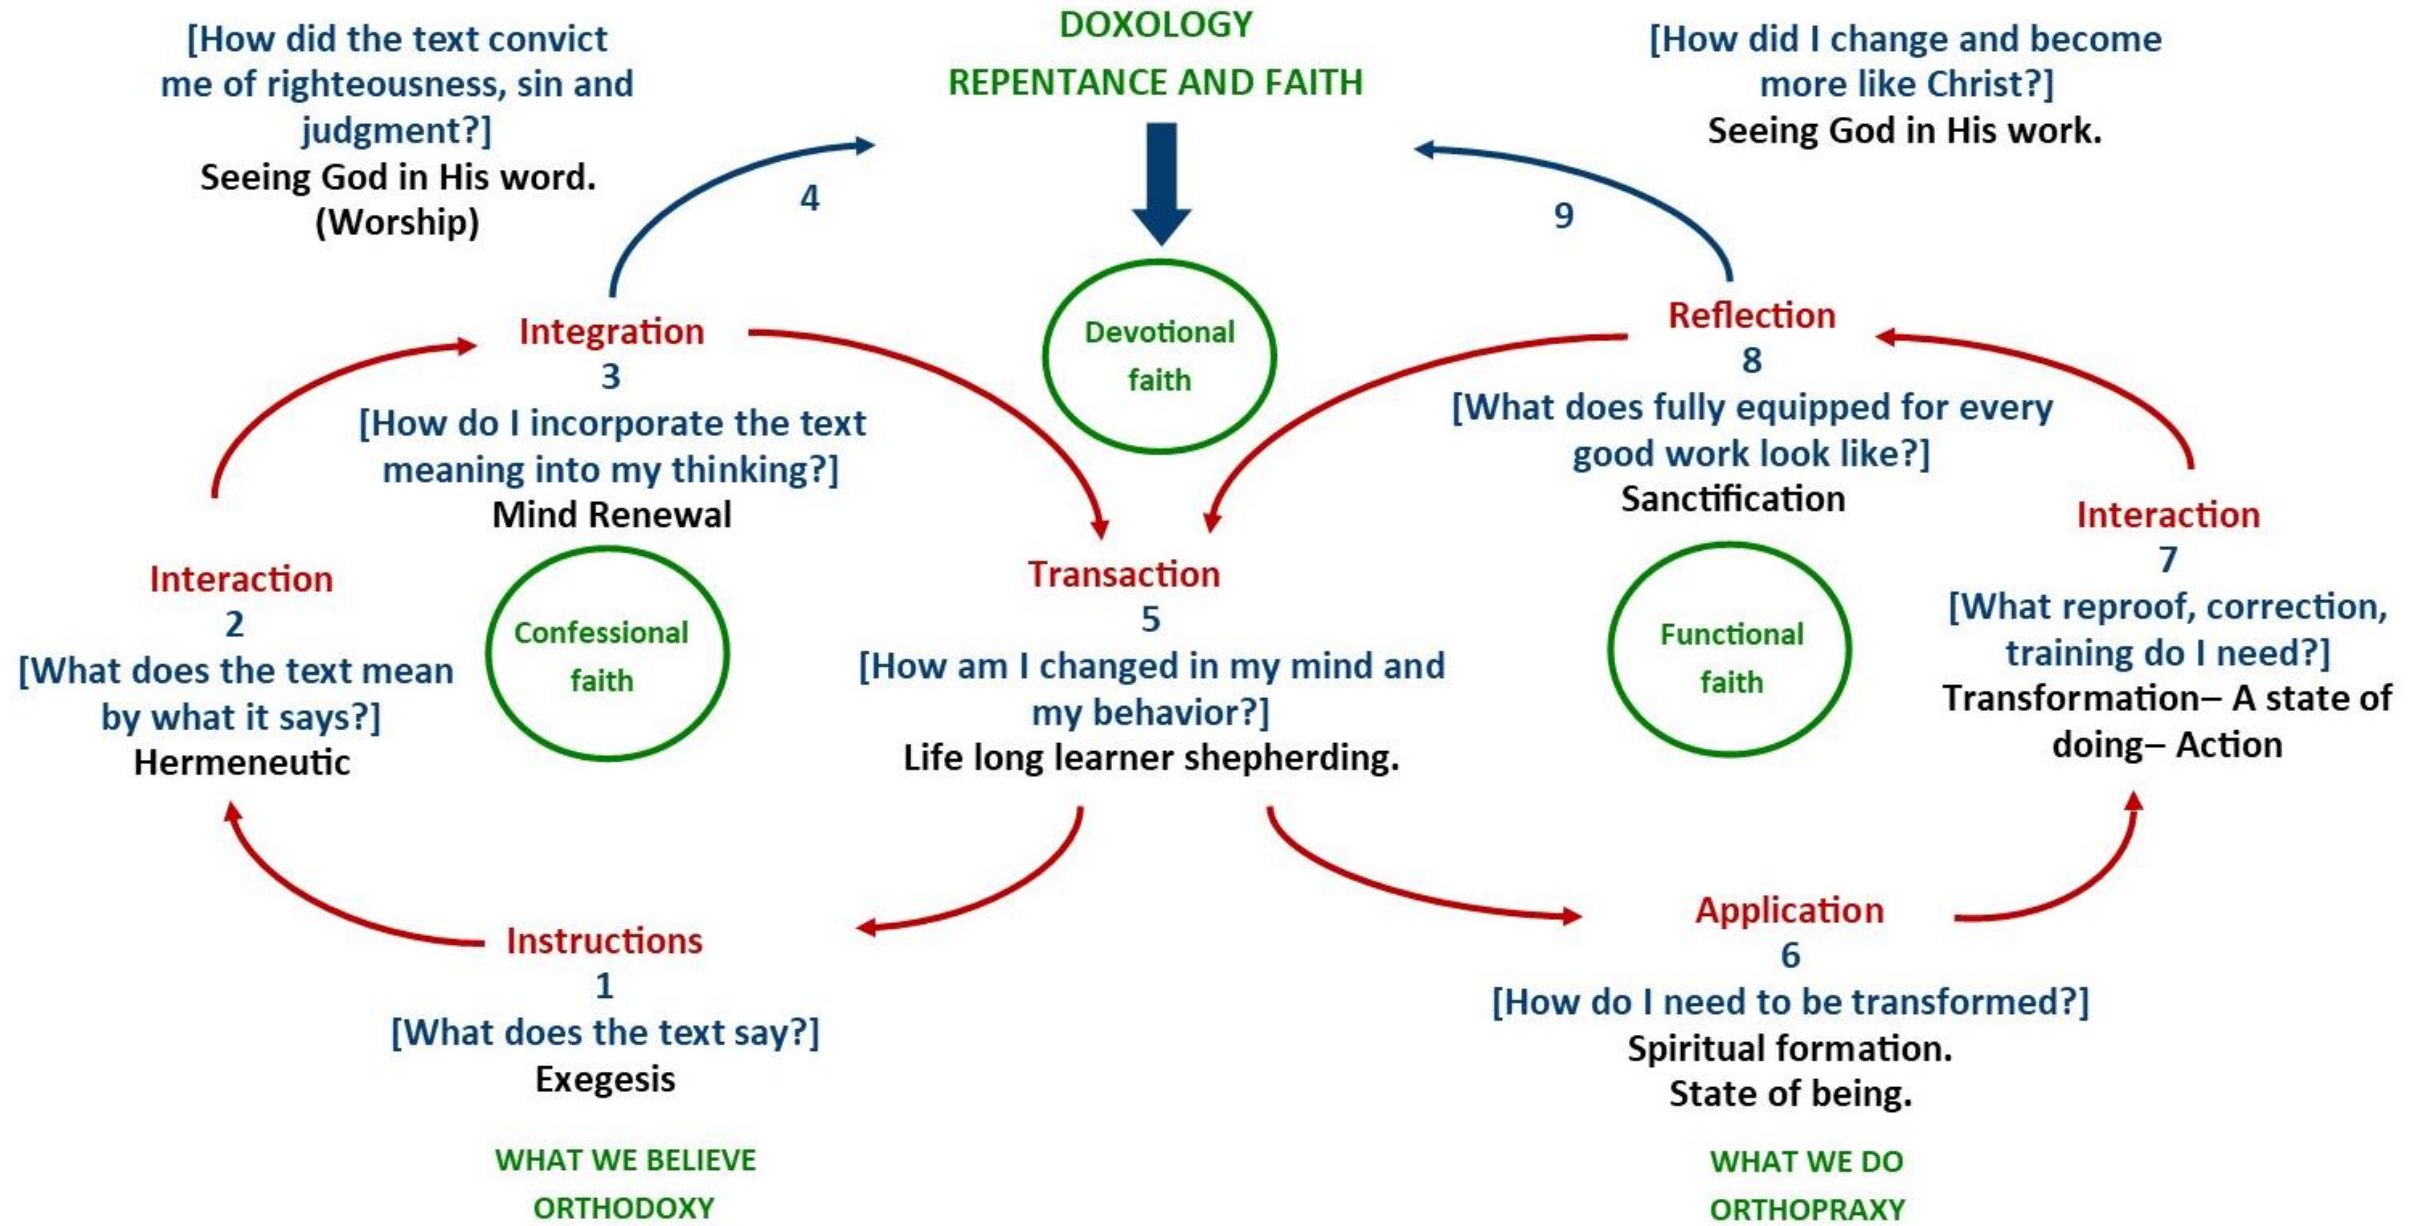 [How did the text convict
me of righteousness, sin and
judgment?]
Seeing God in His word.
(Worship)
DOXOLOGY
REPENTANCE AND FAITH
[How did I change and become
more like Christ?]
Seeing God in His work.
4
9
Devotional
faith
Integration
3
[How do I incorporate the text
meaning into my thinking?]
Mind Renewal
Reflection
8
[What does fully equipped for every
good work look like?]
Sanctification
Interaction
2
[What does the text mean
by what it says?]
Hermeneutic
Confessional
faith
Transaction
5
[How am I changed in my mind and
my behavior?]
Life long learner shepherding.
Functional
faith
Interaction
7
[What reproof, correction,
training do I need?]
Transformation– A state of
doing– Action
Instructions
1
[What does the text say?]
Exegesis
Application
6
[How do I need to be transformed?]
Spiritual formation.
State of being.
WHAT WE BELIEVE
ORTHODOXY
WHAT WE DO
ORTHOPRAXY